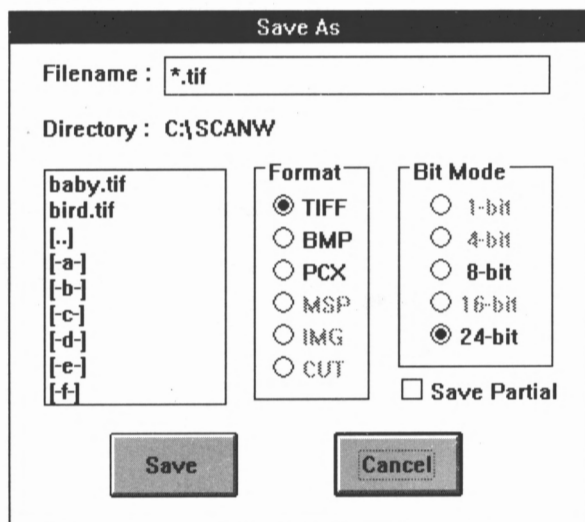 Save As
Filename : *.tif
Directory : C:\SCANW
baby.tif
bird.tif
[..]
[-a-]
[-b-]
[-c-]
[-d-]
[-e-]
[-f-]
Format
TIFF
BMP
PCX
MSP
IMG
CUT
Bit Mode
1-bit
4-bit
8-bit
16-bit
24-bit
Save Partial
Save
Cancel